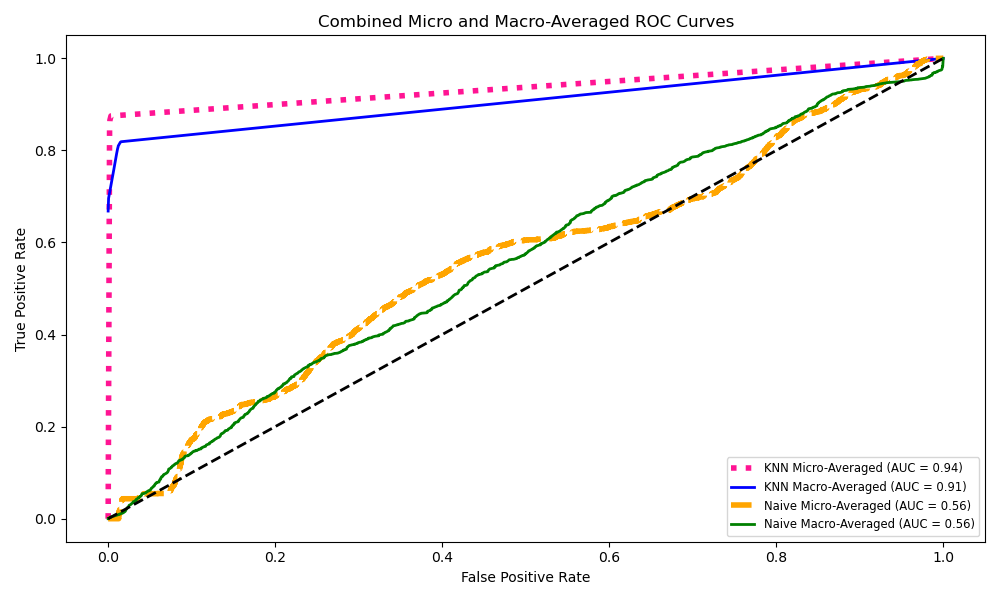 Combined Micro and Macro-Averaged ROC Curves
True Positive Rate
1.0
0.8
0.6
0.4
0.2
0.0
KNN Micro-Averaged (AUC = 0.94)
KNN Macro-Averaged (AUC = 0.91)
Naive Micro-Averaged (AUC = 0.56)
Naive Macro-Averaged (AUC = 0.56)
0.0 0.2 0.4 0.6 0.8 1.0
False Positive Rate